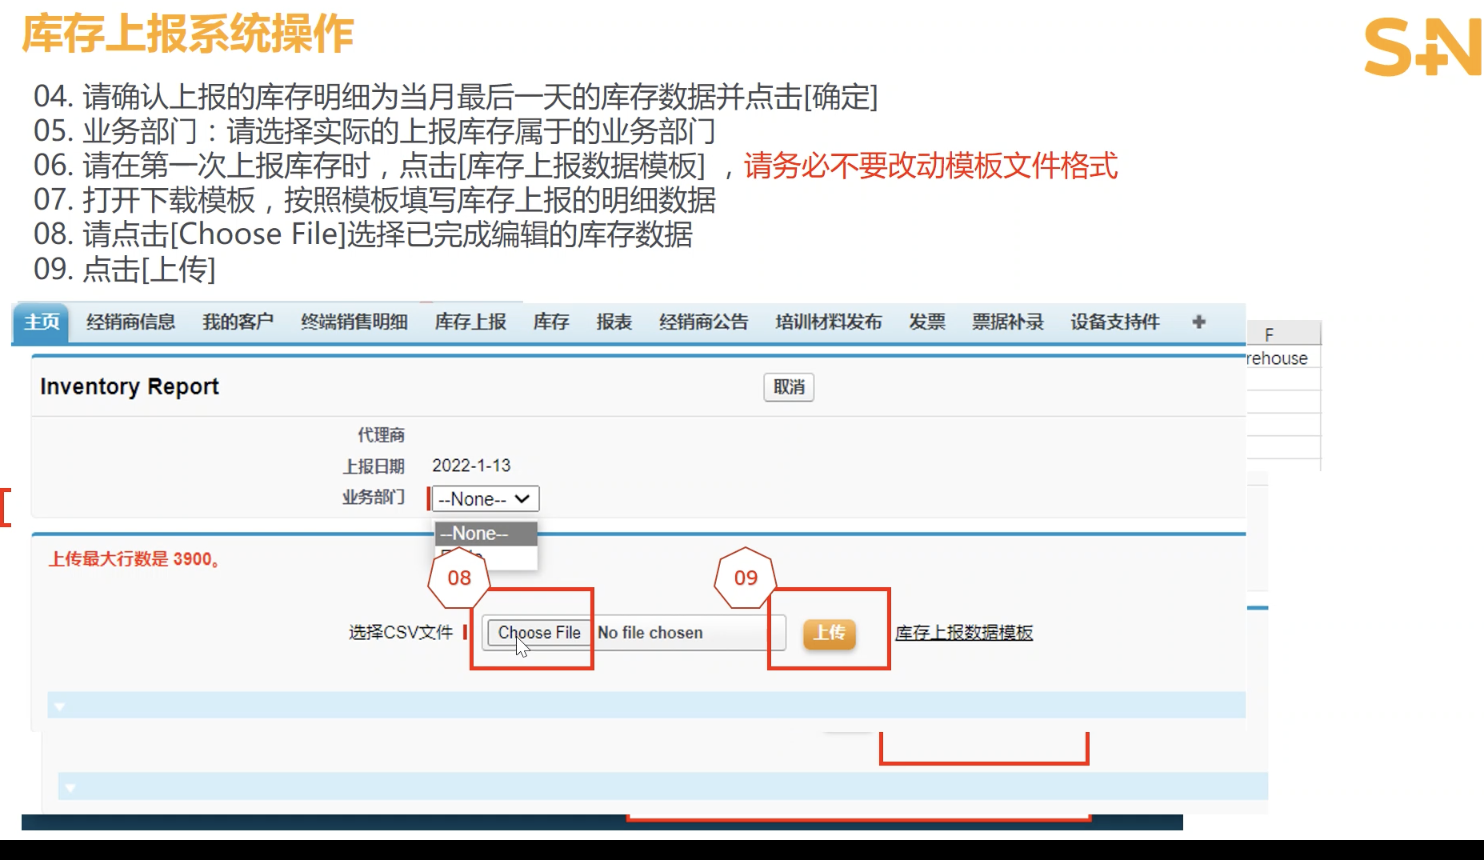 库存上报系统操作
S+N
04. 请确认上报的库存明细为当月最后一天的库存数据并点击[确定]
05. 业务部门：请选择实际的上报库存属于的业务部门
06. 请在第一次上报库存时，点击[库存上报数据模板]，请务必不要改动模板文件格式
07. 打开下载模板，按照模板填写库存上报的明细数据
08. 请点击[Choose File]选择已完成编辑的库存数据
09. 点击[上传]
主页 经销商信息 我的客户 终端销售明细 库存上报 库存 报表 经销商公告 培训材料发布 发票 票据补录 设备支持件 +
F
rehouse
Inventory Report 取消
代理商
上报日期 2022-1-13
业务部门 --None--
--None--
上传最大行数是 3900。
08 09
选择CSV文件 Choose File No file chosen 上传 库存上报数据模板